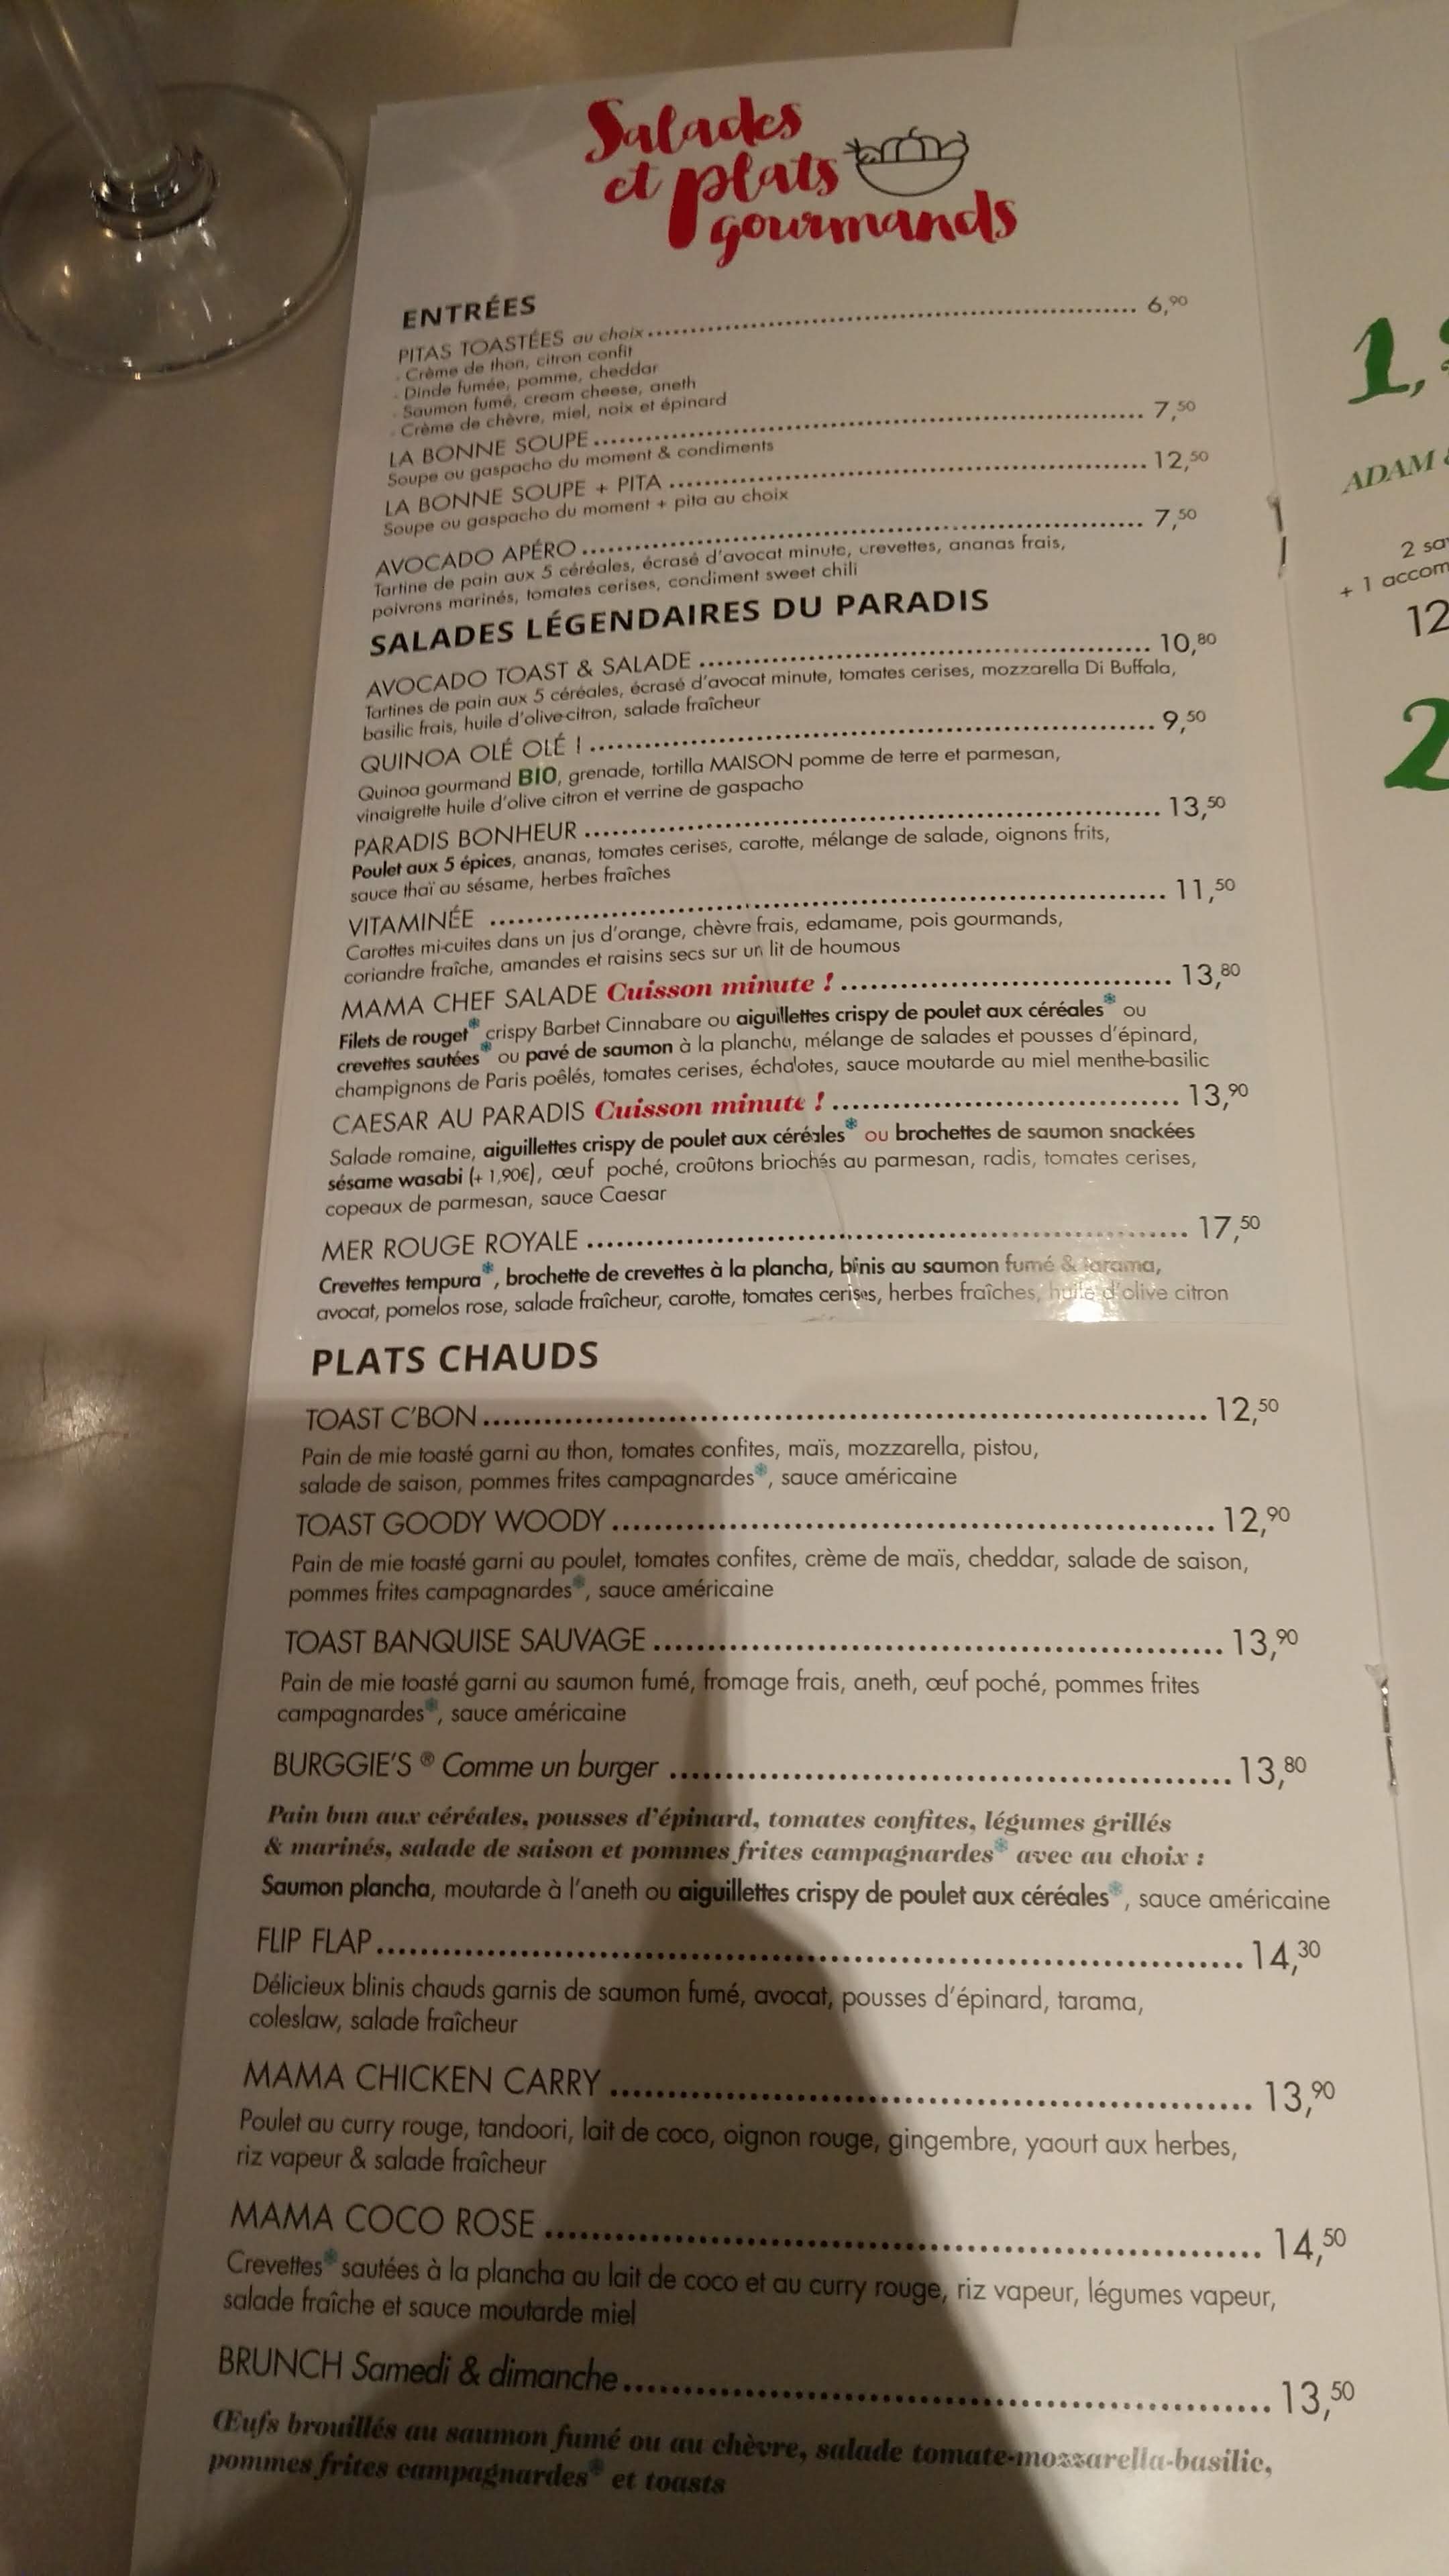 Salades
et plats
gourmands
ENTRÉES
PITAS TOASTÉES au choix ........ 6,90
- Crème de thon, citron confit
- Dinde fumée, pomme, cheddar
- Saumon fumé, cream cheese, aneth
- Crème de chèvre, miel, noix et épinard
LA BONNE SOUPE ........ 7,50
Soupe ou gaspacho du moment & condiments
LA BONNE SOUPE + PITA ........ 12,50
Soupe ou gaspacho du moment + pita au choix
AVOCADO APÉRO ........ 7,50
Tartine de pain aux 5 céréales, écrasé d'avocat minute, crevettes, ananas frais,
poivrons marinés, tomates cerises, condiment sweet chili
SALADES LÉGENDAIRES DU PARADIS
AVOCADO TOAST & SALADE ........ 10,80
Tartines de pain aux 5 céréales, écrasé d'avocat minute, tomates cerises, mozzarella Di Buffala,
basilic frais, huile d'olive-citron, salade fraîcheur
QUINOA OLÉ OLÉ ! ........ 9,50
Quinoa gourmand BIO, grenade, tortilla MAISON pomme de terre et parmesan,
vinaigrette huile d'olive citron et verrine de gaspacho
PARADIS BONHEUR ........ 13,50
Poulet aux 5 épices, ananas, tomates cerises, carotte, mélange de salade, oignons frits,
sauce thaï au sésame, herbes fraîches
VITAMINÉE ........ 11,50
Carottes mi-cuites dans un jus d'orange, chèvre frais, edamame, pois gourmands,
coriandre fraîche, amandes et raisins secs sur un lit de houmous
MAMA CHEF SALADE Cuisson minute ! ........ 13,80
Filets de rouget* crispy Barbet Cinnabare ou aiguillettes crispy de poulet aux céréales* ou
crevettes sautées* ou pavé de saumon à la plancha, mélange de salades et pousses d'épinard,
champignons de Paris poêlés, tomates cerises, échalotes, sauce moutarde au miel menthe-basilic
CAESAR AU PARADIS Cuisson minute ! ........ 13,90
Salade romaine, aiguillettes crispy de poulet aux céréales* ou brochettes de saumon snackées
sésame wasabi (+ 1,90€), œuf poché, croûtons briochés au parmesan, radis, tomates cerises,
copeaux de parmesan, sauce Caesar
MER ROUGE ROYALE ........ 17,50
Crevettes tempura*, brochette de crevettes à la plancha, binis au saumon fumé & tarama,
avocat, pomelos rose, salade fraîcheur, carotte, tomates cerises, herbes fraîches, huile d'olive citron
PLATS CHAUDS
TOAST C'BON ........ 12,50
Pain de mie toasté garni au thon, tomates confites, maïs, mozzarella, pistou,
salade de saison, pommes frites campagnardes*, sauce américaine
TOAST GOODY WOODY ........ 12,90
Pain de mie toasté garni au poulet, tomates confites, crème de maïs, cheddar, salade de saison,
pommes frites campagnardes*, sauce américaine
TOAST BANQUISE SAUVAGE ........ 13,90
Pain de mie toasté garni au saumon fumé, fromage frais, aneth, œuf poché, pommes frites
campagnardes*, sauce américaine
BURGGIE'S ® Comme un burger ........ 13,80
Pain bun aux céréales, pousses d'épinard, tomates confites, légumes grillés
& marinés, salade de saison et pommes frites campagnardes* avec au choix :
Saumon plancha, moutarde à l'aneth ou aiguillettes crispy de poulet aux céréales*, sauce américaine
FLIP FLAP ........ 14,30
Délicieux blinis chauds garnis de saumon fumé, avocat, pousses d'épinard, tarama,
coleslaw, salade fraîcheur
MAMA CHICKEN CARRY ........ 13,90
Poulet au curry rouge, tandoori, lait de coco, oignon rouge, gingembre, yaourt aux herbes,
riz vapeur & salade fraîcheur
MAMA COCO ROSE ........ 14,50
Crevettes* sautées à la plancha au lait de coco et au curry rouge, riz vapeur, légumes vapeur,
salade fraîche et sauce moutarde miel
BRUNCH Samedi & dimanche ........ 13,50
Œufs brouillés au saumon fumé ou au chèvre, salade tomate-mozzarella-basilic,
pommes frites campagnardes* et toasts
1,
ADAM
2
+ 1
12
2